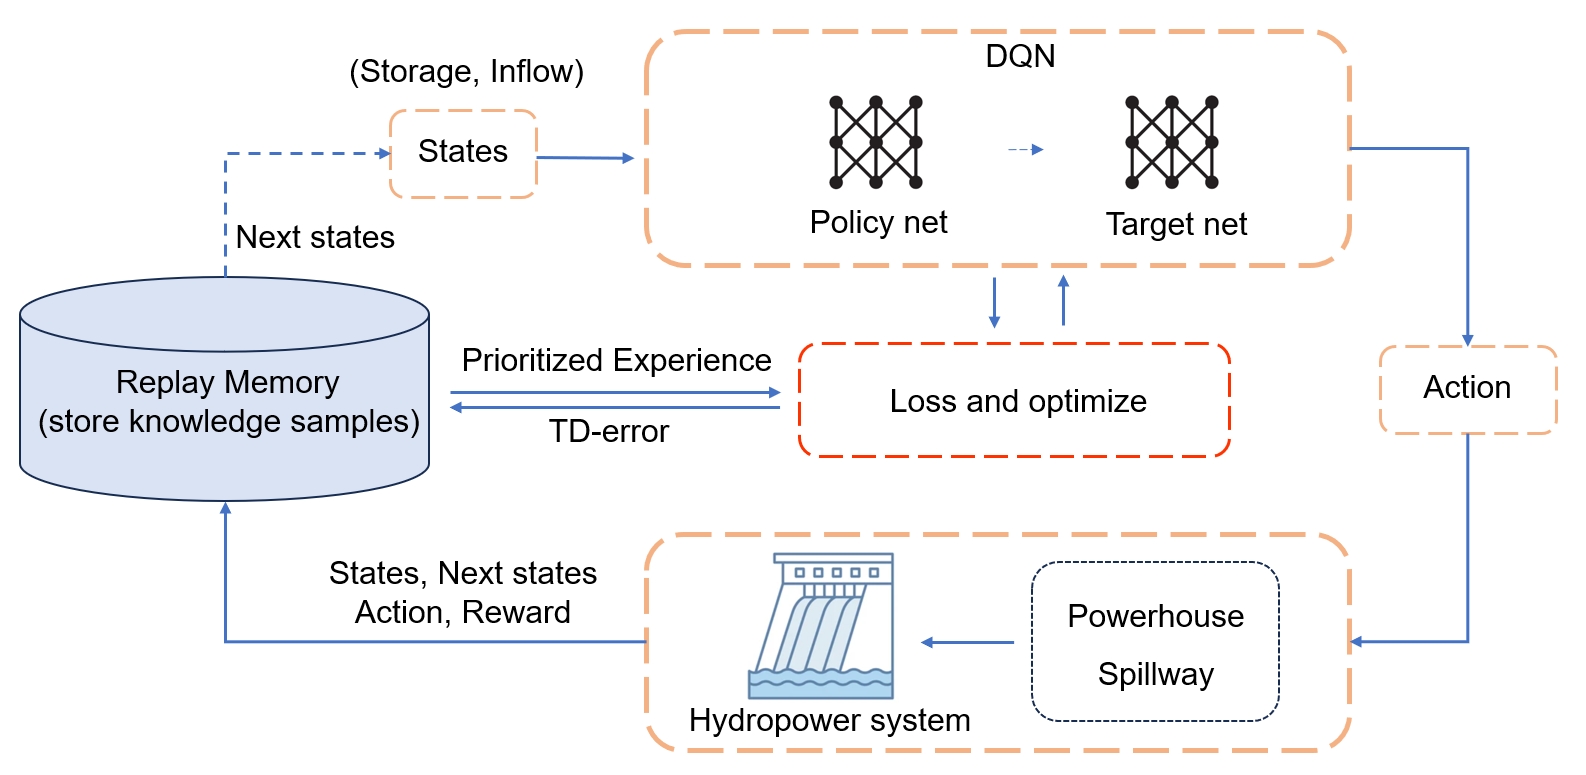 (Storage, Inflow)
States
Next states
DQN
Policy net
Target net
Replay Memory
(store knowledge samples)
Prioritized Experience
TD-error
Loss and optimize
Action
States, Next states
Action, Reward
Hydropower system
Powerhouse
Spillway